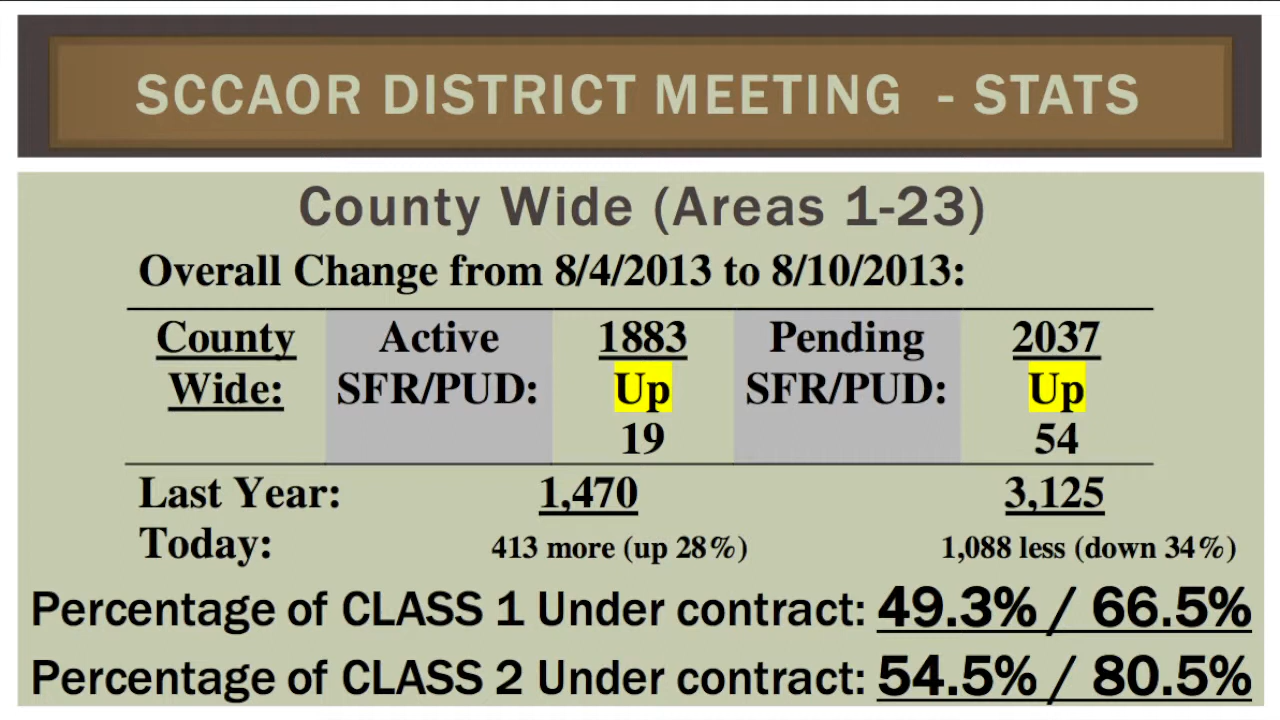 SCCAOR DISTRICT MEETING - STATS
County Wide (Areas 1-23)
Overall Change from 8/4/2013 to 8/10/2013:
County Active 1883 Pending 2037
Wide: SFR/PUD: Up SFR/PUD: Up
19 54
Last Year: 1,470 3,125
Today: 413 more (up 28%) 1,088 less (down 34%)
Percentage of CLASS 1 Under contract: 49.3% / 66.5%
Percentage of CLASS 2 Under contract: 54.5% / 80.5%